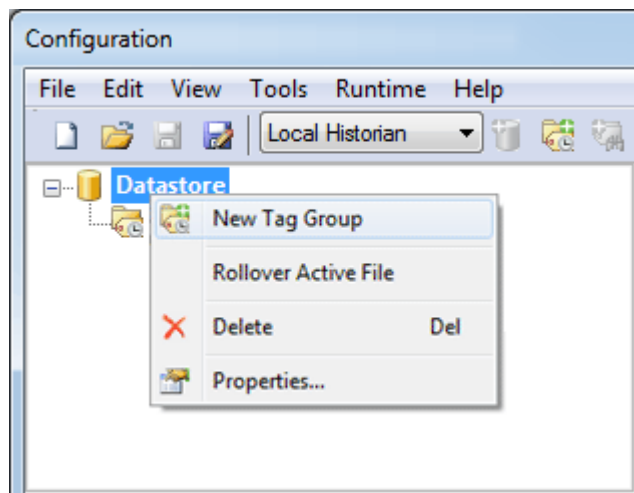 Configuration
File Edit View Tools Runtime Help
Local Historian
Datastore
New Tag Group
Rollover Active File
Delete Del
Properties...